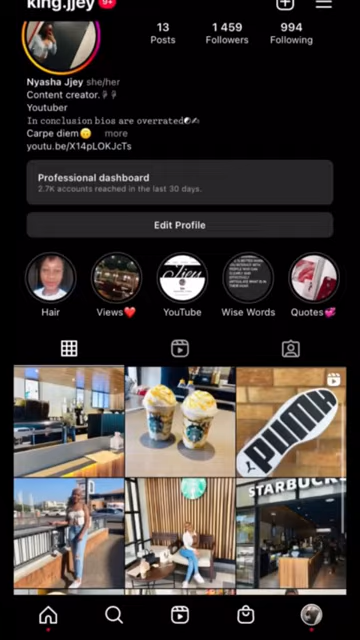 king.jjey 9+
13 1 459 994
Posts Followers Following
Nyasha Jjey she/her
Content creator.
Youtuber
In conclusion bios are overrated
Carpe diem😁 more
youtu.be/X14pLOKJcTs
Professional dashboard
2.7K accounts reached in the last 30 days.
Edit Profile
Jjeu
Hair Views❤️ YouTube Wise Words Quotes💞
PUMA
STARBUCKS